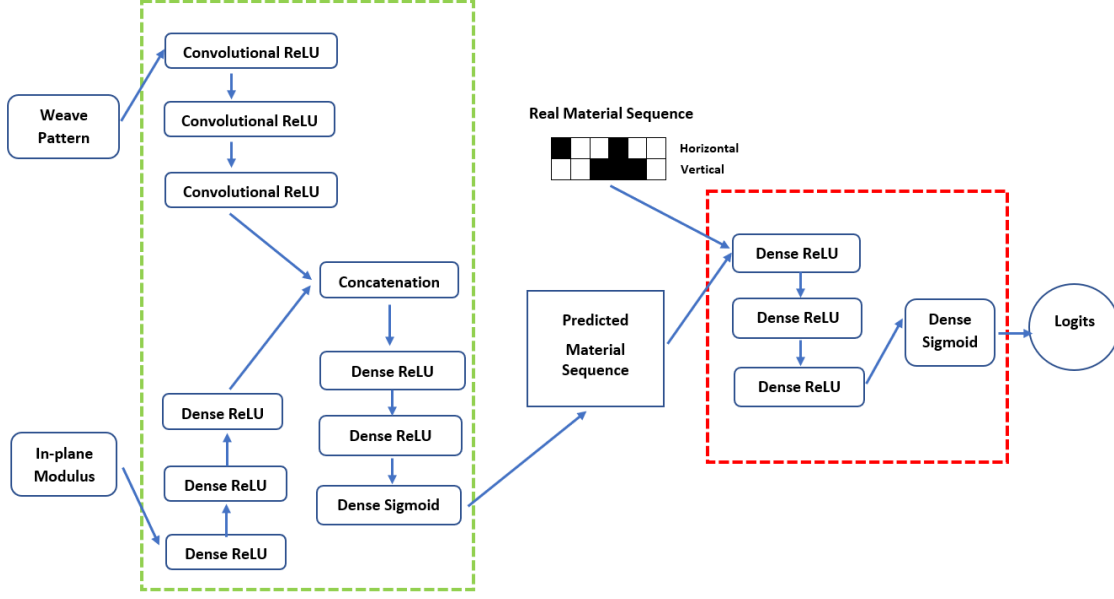 Convolutional ReLU
Weave
Pattern
Convolutional ReLU
Convolutional ReLU
Concatenation
Dense ReLU
Dense ReLU
Dense Sigmoid
In-plane
Modulus
Dense ReLU
Dense ReLU
Dense ReLU
Real Material Sequence
Horizontal
Vertical
Predicted
Material
Sequence
Dense ReLU
Dense ReLU
Dense ReLU
Dense
Sigmoid
Logits